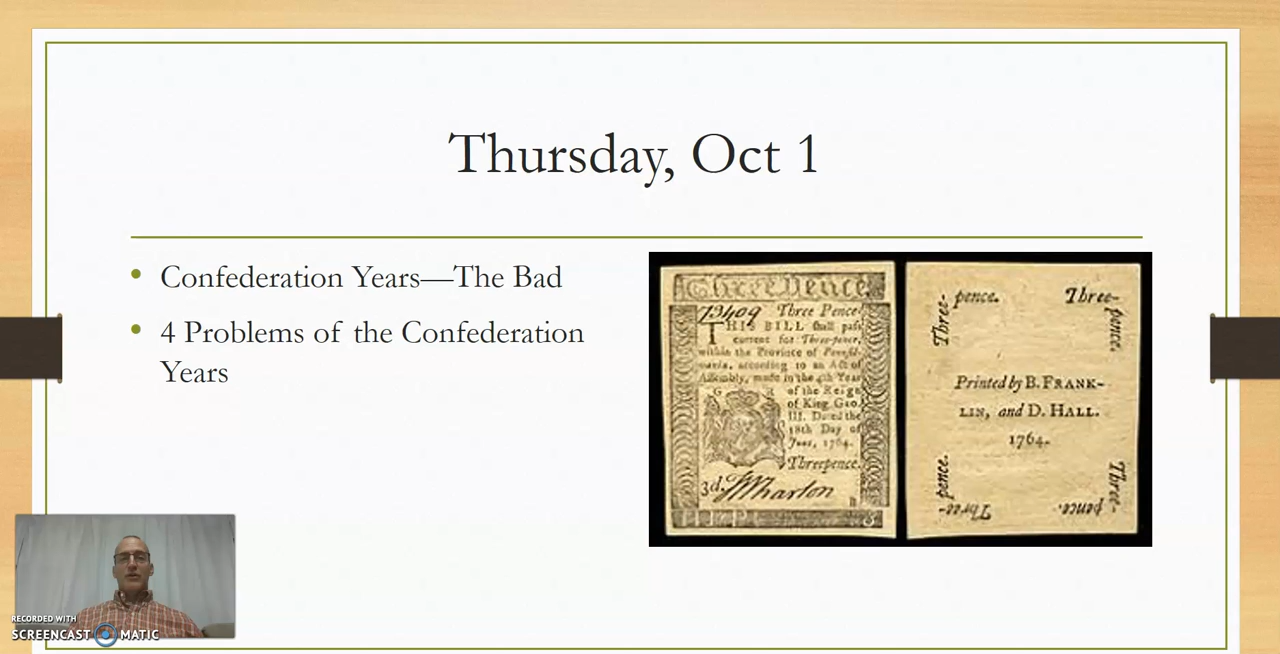 Thursday, Oct 1
Confederation Years—The Bad
4 Problems of the Confederation
Years
Threepence
13409 Three Pence.
THIS BILL shall pass
current for Three-pence,
within the Province of Pennsyl-
vania, according to an Act of
Assembly, made in the 4th Year
of the Reign
of King Geo.
III. Dated the
18th Day of
June, 1764.
Threepence.
3d. Wharton
Three-pence. Three-pence.
Printed by B. FRANK-
LIN, and D. HALL.
1764.
Three-pence. Three-pence.
RECORDED WITH
SCREENCAST MATIC